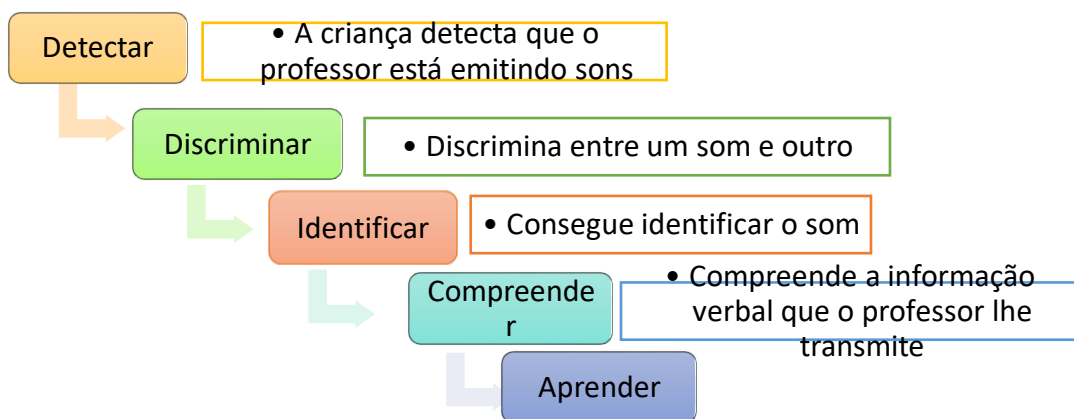 Detectar
• A criança detecta que o
professor está emitindo sons
Discriminar
• Discrimina entre um som e outro
Identificar
• Consegue identificar o som
Compreende
r
• Compreende a informação
verbal que o professor lhe
transmite
Aprender